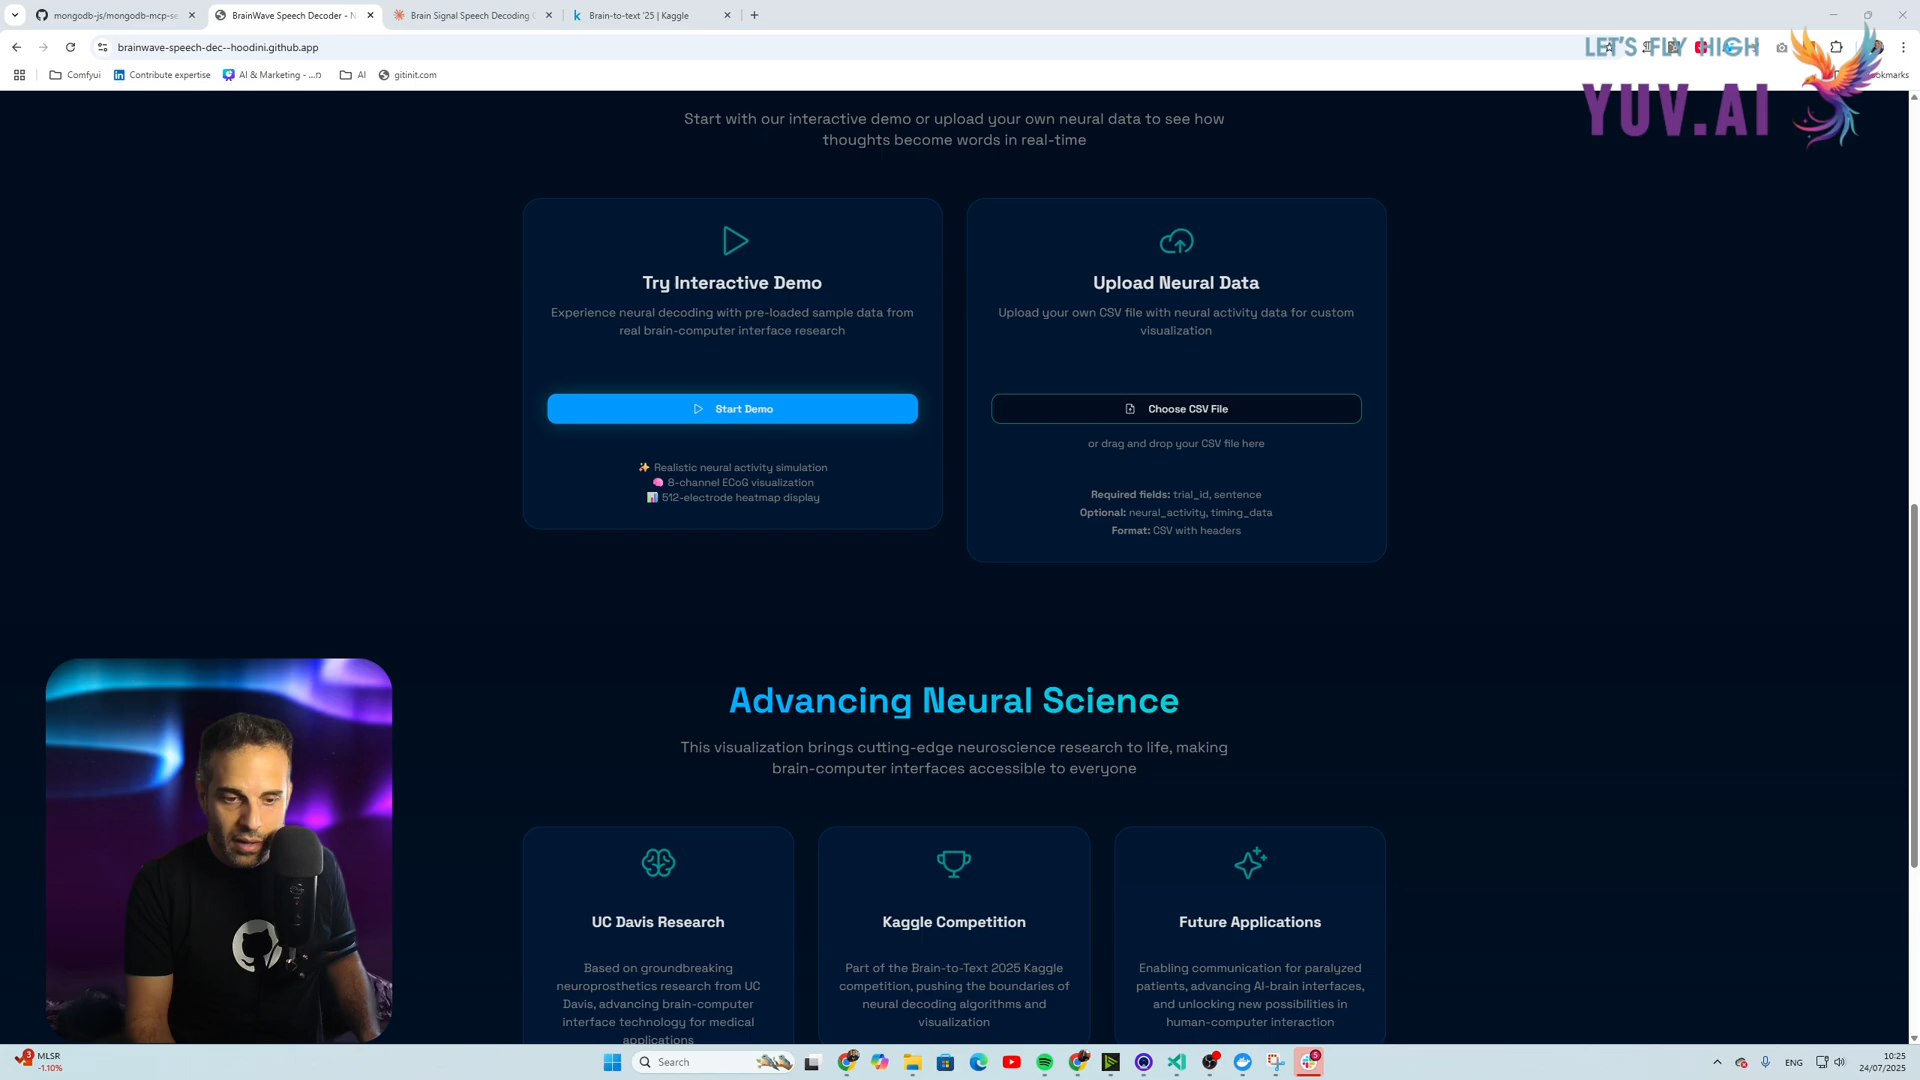 mongodb-js/mongodb-mcp-se
BrainWave Speech Decoder - N
Brain Signal Speech Decoding C
Brain-to-text '25 | Kaggle
brainwave-speech-dec--hoodini.github.app
LET'S FLY HIGH
YUV.AI
Comfyui
Contribute expertise
AI & Marketing - ...
AI
gitinit.com
Start with our interactive demo or upload your own neural data to see how
thoughts become words in real-time
Try Interactive Demo
Experience neural decoding with pre-loaded sample data from
real brain-computer interface research
Start Demo
✨ Realistic neural activity simulation
🧠 8-channel ECoG visualization
📊 512-electrode heatmap display
Upload Neural Data
Upload your own CSV file with neural activity data for custom
visualization
Choose CSV File
or drag and drop your CSV file here
Required fields: trial_id, sentence
Optional: neural_activity, timing_data
Format: CSV with headers
Advancing Neural Science
This visualization brings cutting-edge neuroscience research to life, making
brain-computer interfaces accessible to everyone
UC Davis Research
Based on groundbreaking
neuroprosthetics research from UC
Davis, advancing brain-computer
interface technology for medical
applications
Kaggle Competition
Part of the Brain-to-Text 2025 Kaggle
competition, pushing the boundaries of
neural decoding algorithms and
visualization
Future Applications
Enabling communication for paralyzed
patients, advancing AI-brain interfaces,
and unlocking new possibilities in
human-computer interaction
3
MLSR
-1.10%
Search
5
ENG
10:25
24/07/2025